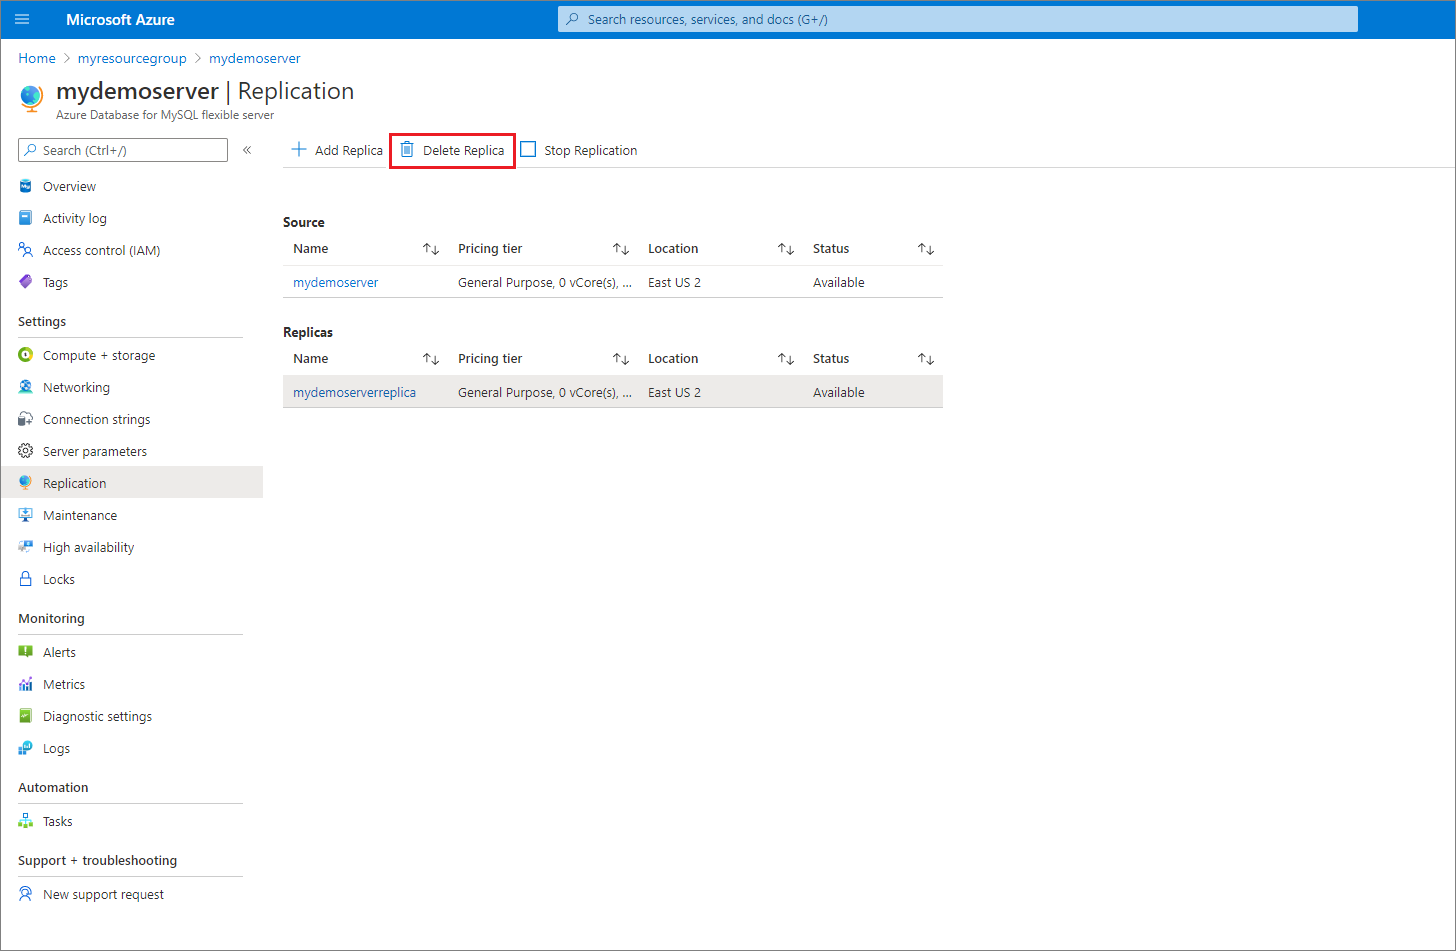 Microsoft Azure
Search resources, services, and docs (G+/)
Home > myresourcegroup > mydemoserver
mydemoserver | Replication
Azure Database for MySQL flexible server
Search (Ctrl+/)
«
Overview
Activity log
Access control (IAM)
Tags
Settings
Compute + storage
Networking
Connection strings
Server parameters
Replication
Maintenance
High availability
Locks
Monitoring
Alerts
Metrics
Diagnostic settings
Logs
Automation
Tasks
Support + troubleshooting
New support request
Add Replica Delete Replica Stop Replication
Source
Name ↑↓ Pricing tier ↑↓ Location ↑↓ Status ↑↓
mydemoserver General Purpose, 0 vCore(s), ... East US 2 Available
Replicas
Name ↑↓ Pricing tier ↑↓ Location ↑↓ Status ↑↓
mydemoserverreplica General Purpose, 0 vCore(s), ... East US 2 Available